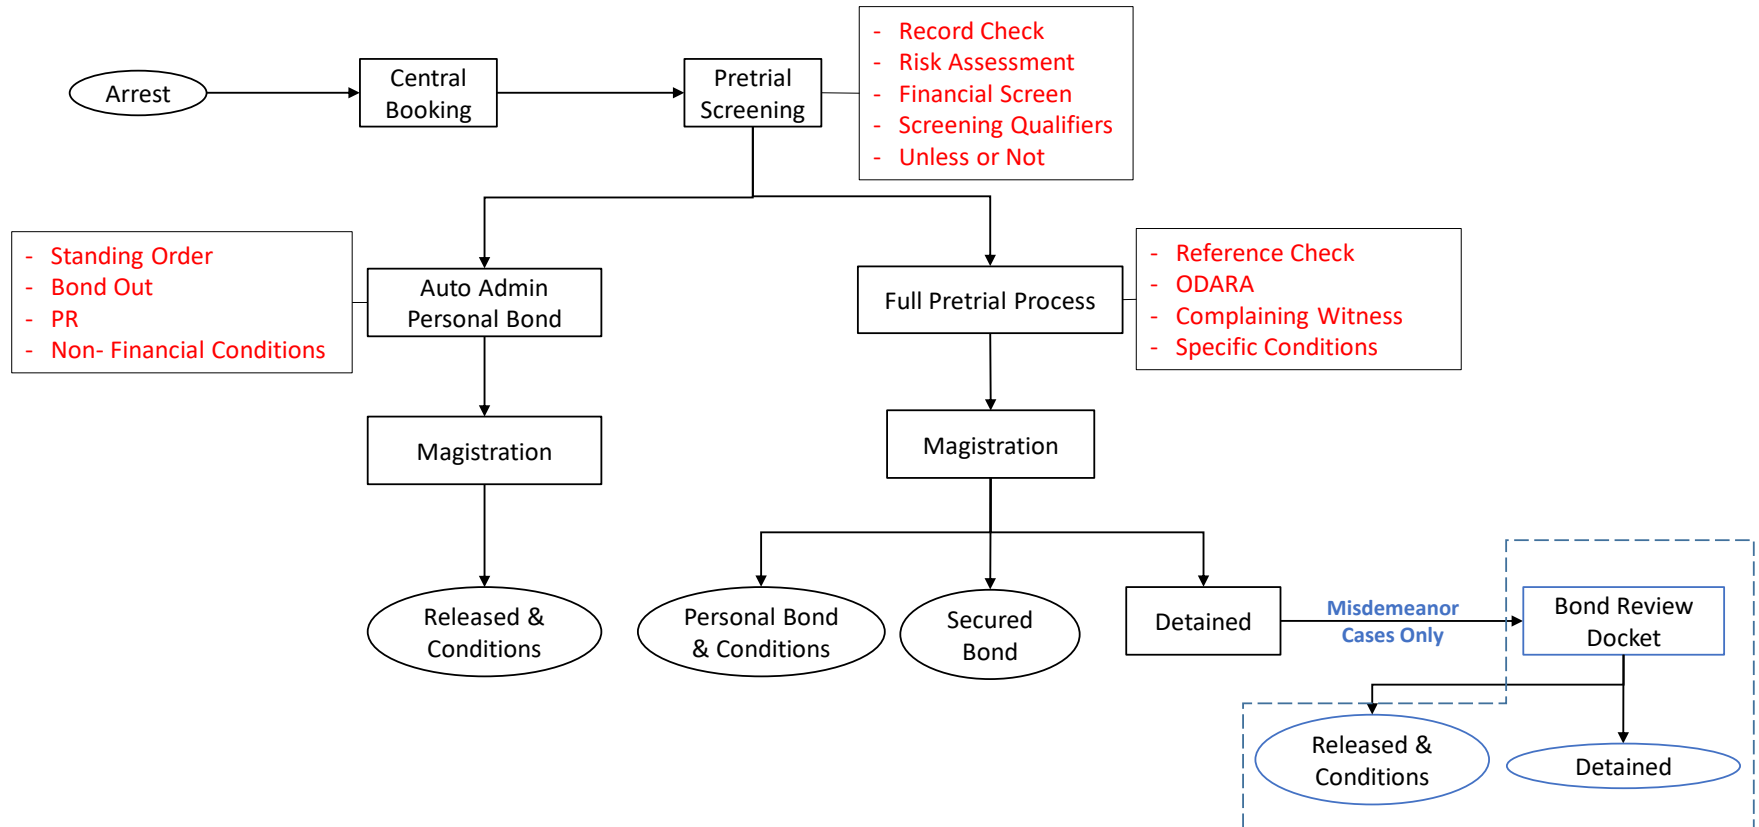 Arrest
Central
Booking
Pretrial
Screening
- Record Check
- Risk Assessment
- Financial Screen
- Screening Qualifiers
- Unless or Not
- Standing Order
- Bond Out
- PR
- Non- Financial Conditions
Auto Admin
Personal Bond
Full Pretrial Process
- Reference Check
- ODARA
- Complaining Witness
- Specific Conditions
Magistration
Magistration
Released &
Conditions
Personal Bond
& Conditions
Secured
Bond
Detained
Misdemeanor
Cases Only
Bond Review
Docket
Released &
Conditions
Detained